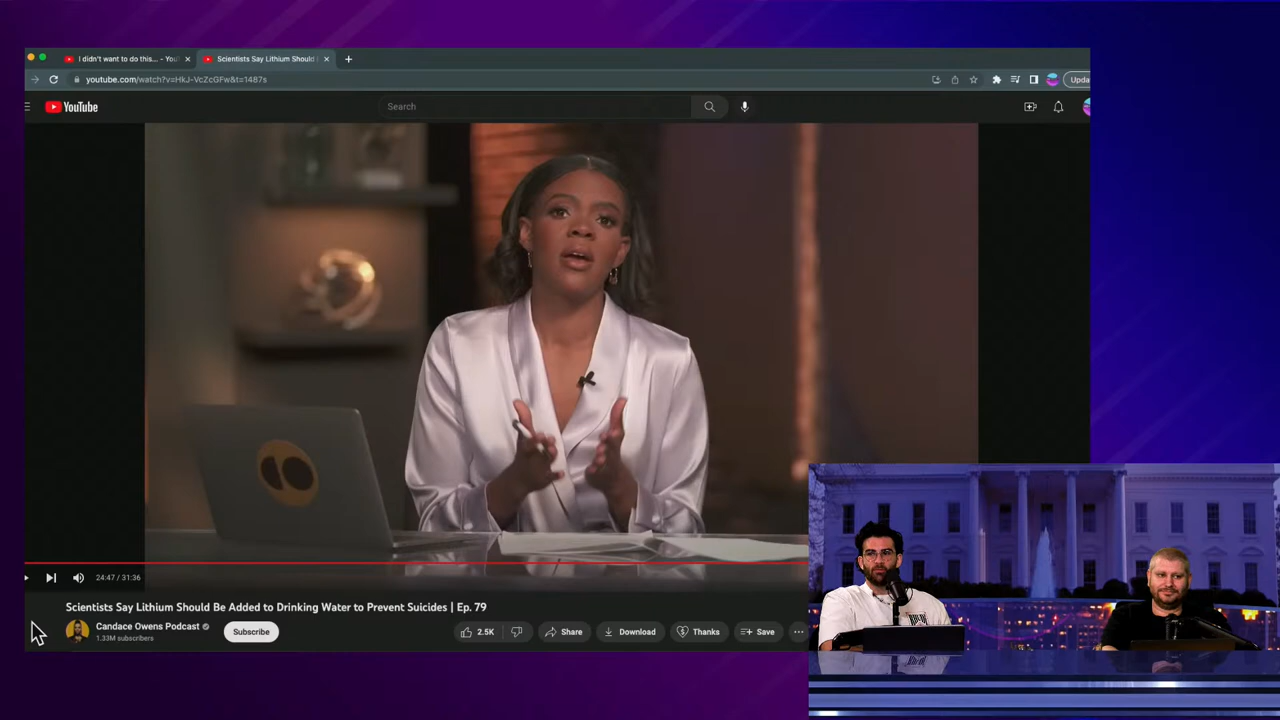 I didn't want to do this... - You
Scientists Say Lithium Should
youtube.com/watch?v=HkJ-VcZcGFw&t=1487s
Upda
YouTube
Search
24:47 / 31:36
Scientists Say Lithium Should Be Added to Drinking Water to Prevent Suicides | Ep. 79
Candace Owens Podcast
1.33M subscribers
Subscribe
2.5K
Share
Download
Thanks
Save